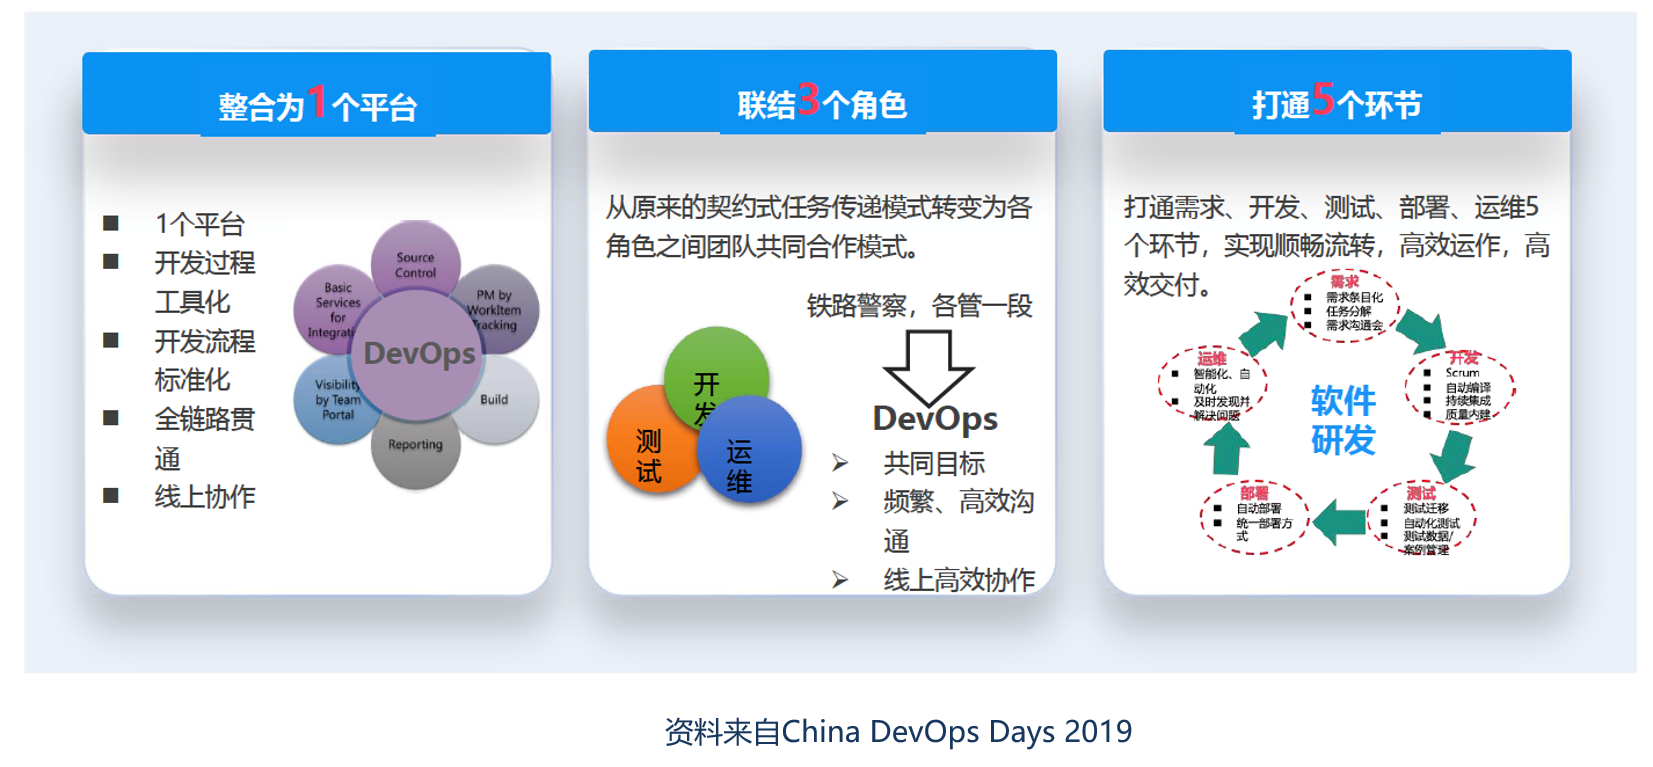 整合为1个平台
1个平台
开发过程
工具化
开发流程
标准化
全链路贯
通
线上协作
Source
Control
PM by
WorkItem
Tracking
Build
Reporting
Visibility
by Team
Portal
Basic
Services
for
Integrati
DevOps
联结3个角色
从原来的契约式任务传递模式转变为各
角色之间团队共同合作模式。
铁路警察，各管一段
开
发
测
试
运
维
DevOps
共同目标
频繁、高效沟
通
线上高效协作
打通5个环节
打通需求、开发、测试、部署、运维5
个环节，实现顺畅流转，高效运作，高
效交付。
需求
需求条目化
任务分解
需求沟通会
开发
Scrum
自动编译
持续集成
质量内建
测试
测试迁移
自动化测试
测试数据/
案例管理
部署
自动部署
统一部署方
式
运维
智能化、自
动化
及时发现并
解决问题
软件
研发
资料来自China DevOps Days 2019